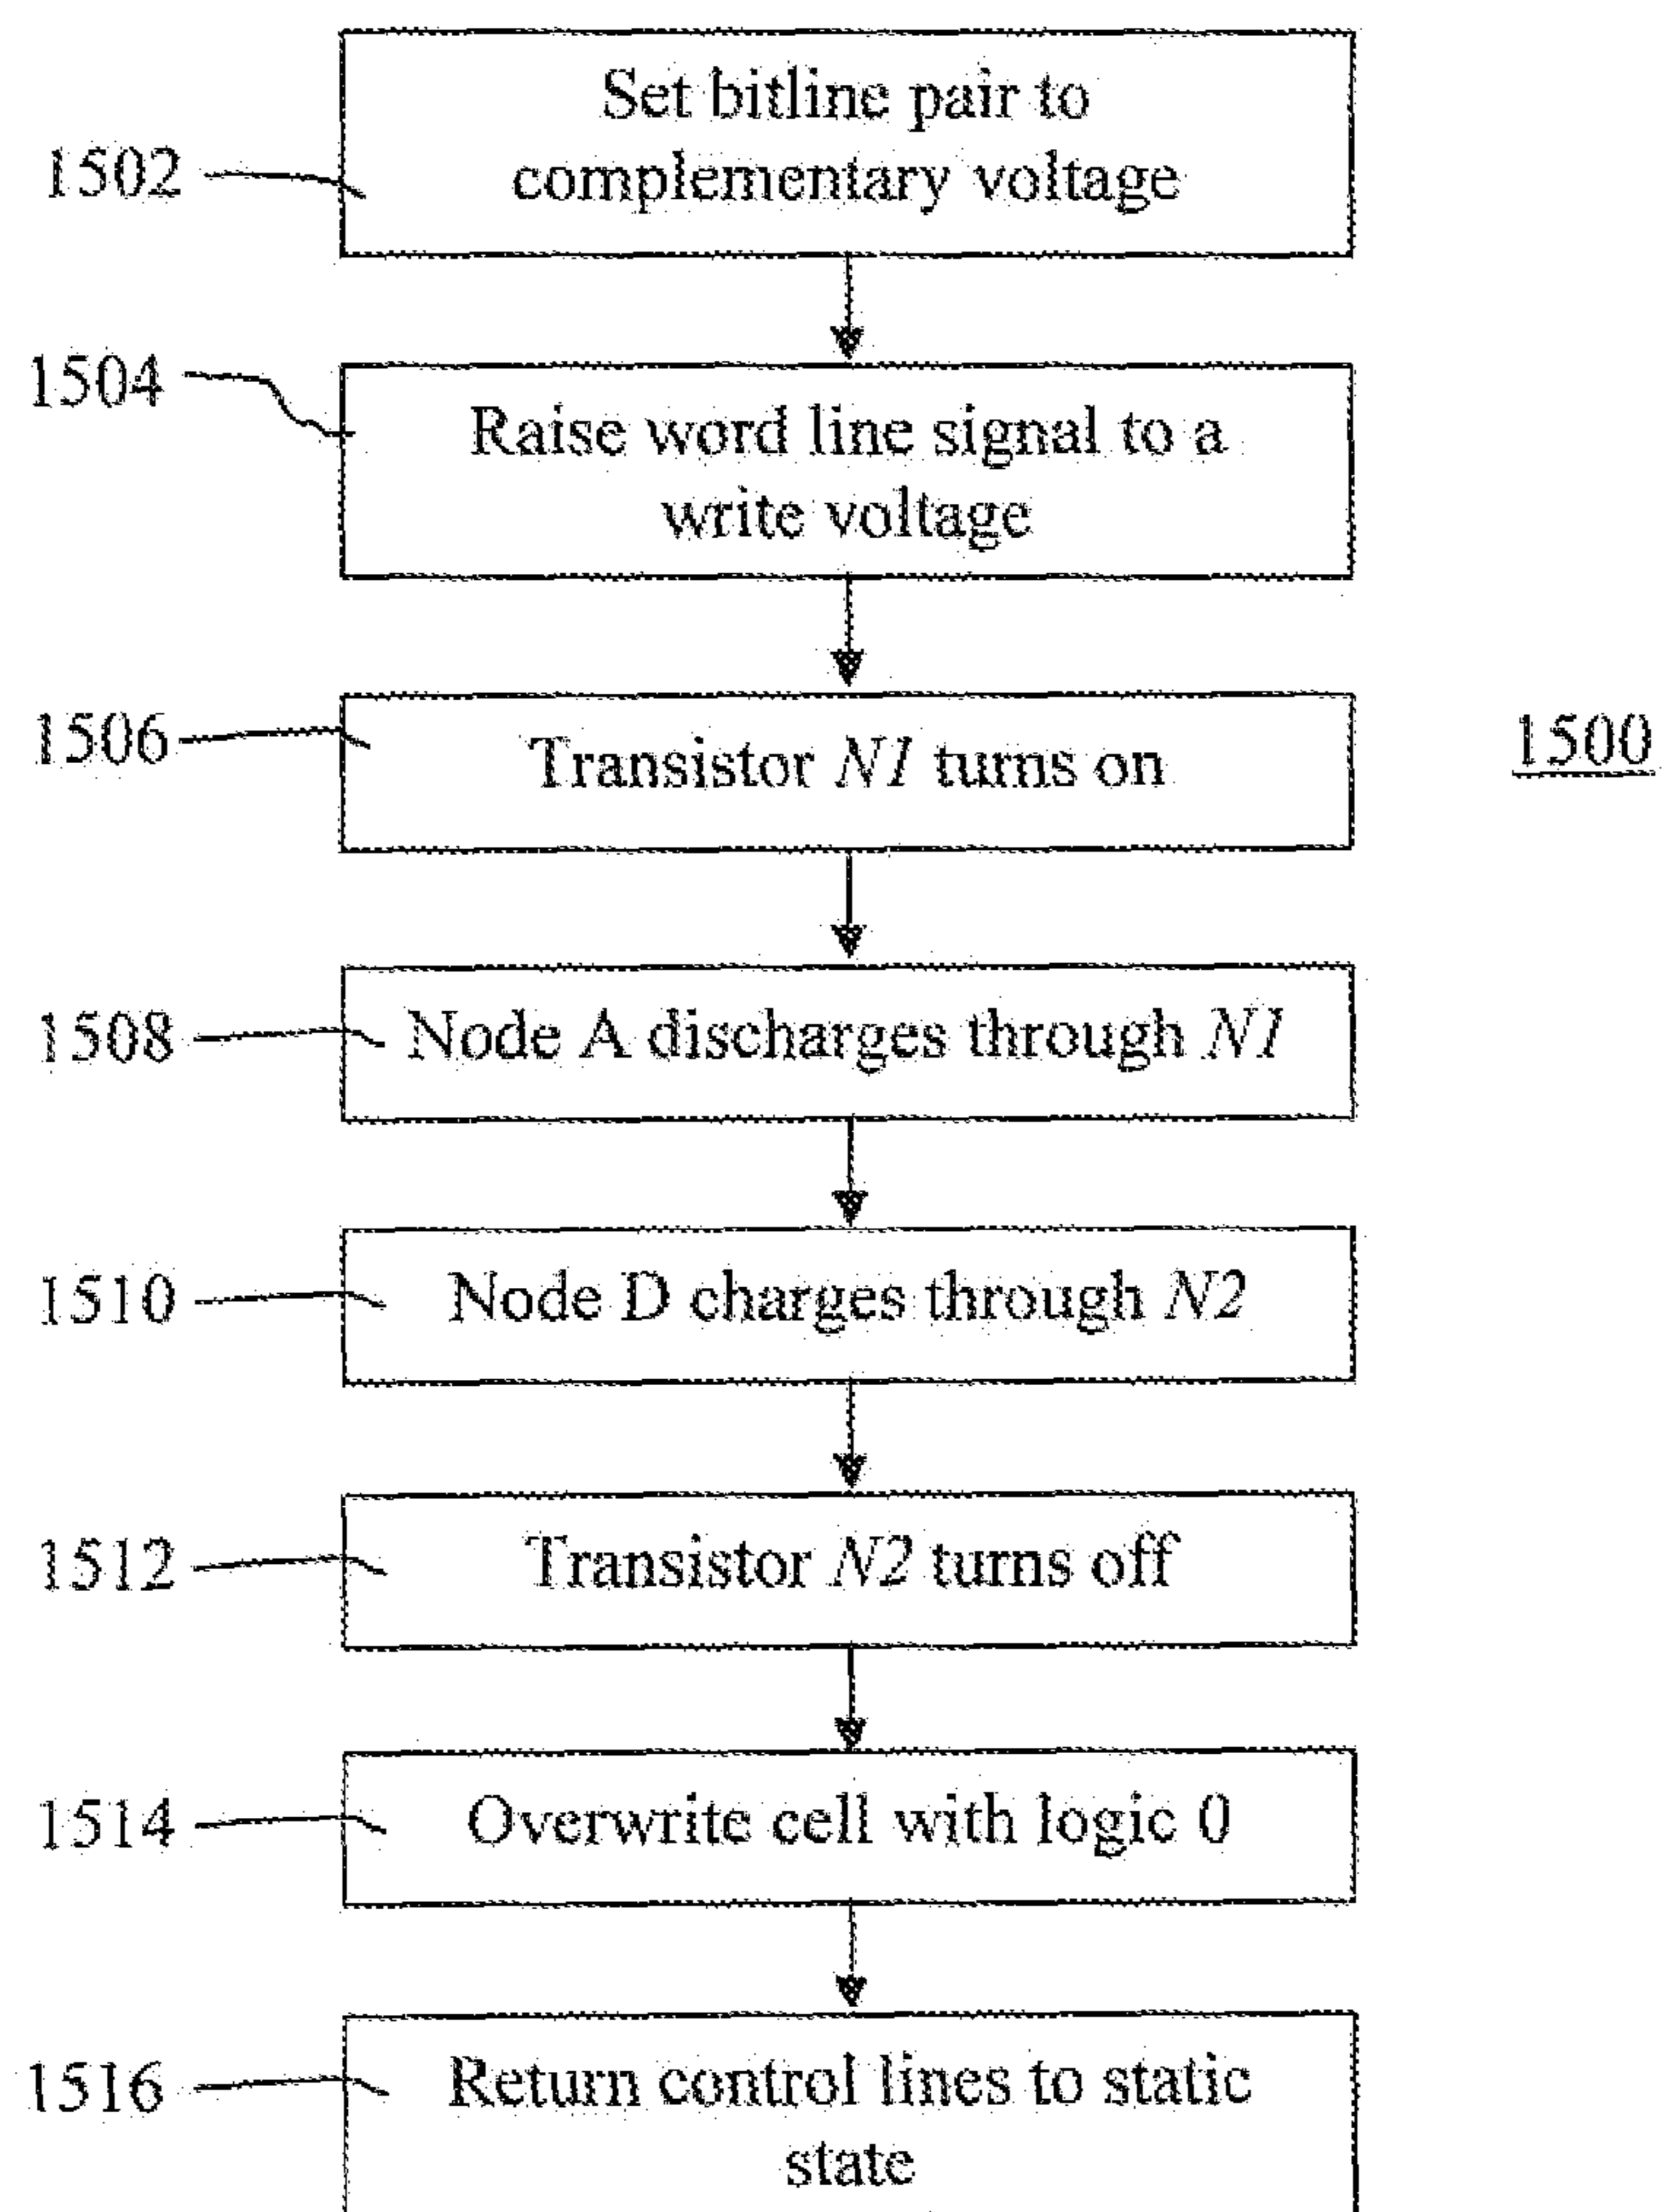 Set bitline pair to
complementary voltage
1502
1504
Raise word line signal to a
write voltage
1506
Transistor N1 turns on
1500
1508
Node A discharges through N1
1510
Node D charges through N2
1512
Transistor N2 turns off
1514
Overwrite cell with logic 0
1516
Return control lines to static
state